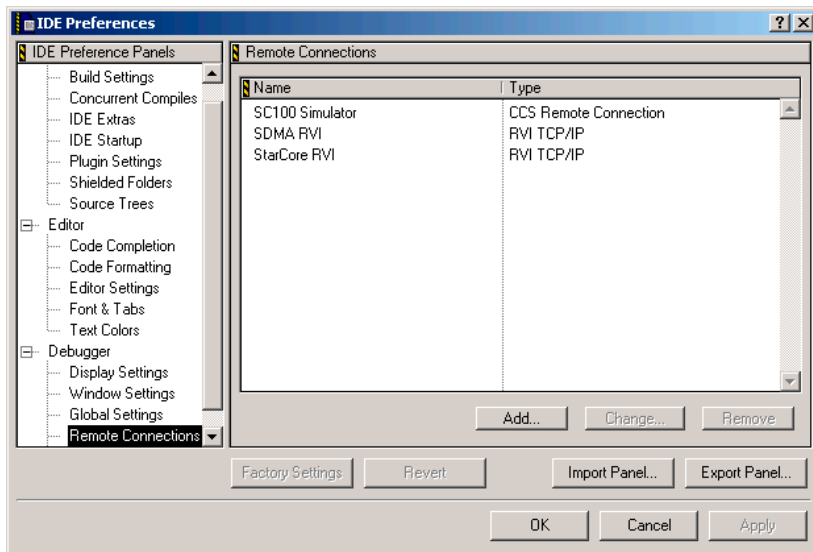 IDE Preferences
IDE Preference Panels
Build Settings
Concurrent Compiles
IDE Extras
IDE Startup
Plugin Settings
Shielded Folders
Source Trees
Editor
Code Completion
Code Formatting
Editor Settings
Font & Tabs
Text Colors
Debugger
Display Settings
Window Settings
Global Settings
Remote Connections
Remote Connections
Name Type
SC100 Simulator CCS Remote Connection
SDMA RVI RVI TCP/IP
StarCore RVI RVI TCP/IP
Add... Change... Remove
Factory Settings Revert Import Panel... Export Panel...
OK Cancel Apply